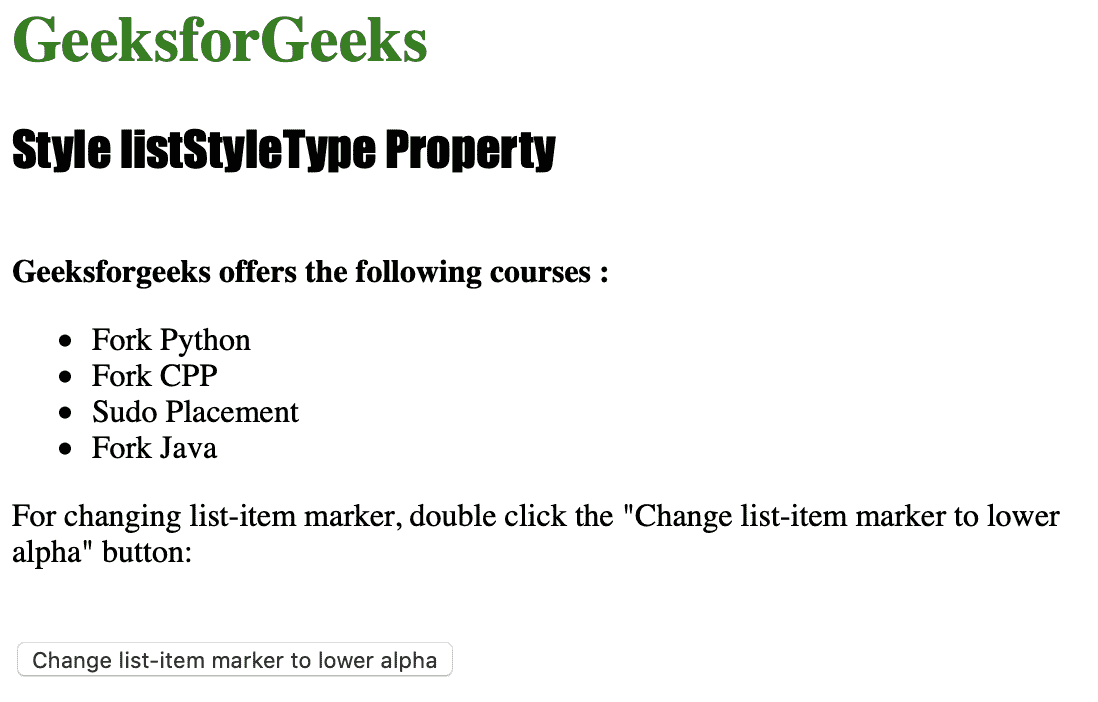 GeeksforGeeks
Style listStyleType Property
Geeksforgeeks offers the following courses :
• Fork Python
• Fork CPP
• Sudo Placement
• Fork Java
For changing list-item marker, double click the "Change list-item marker to lower
alpha" button:
Change list-item marker to lower alpha